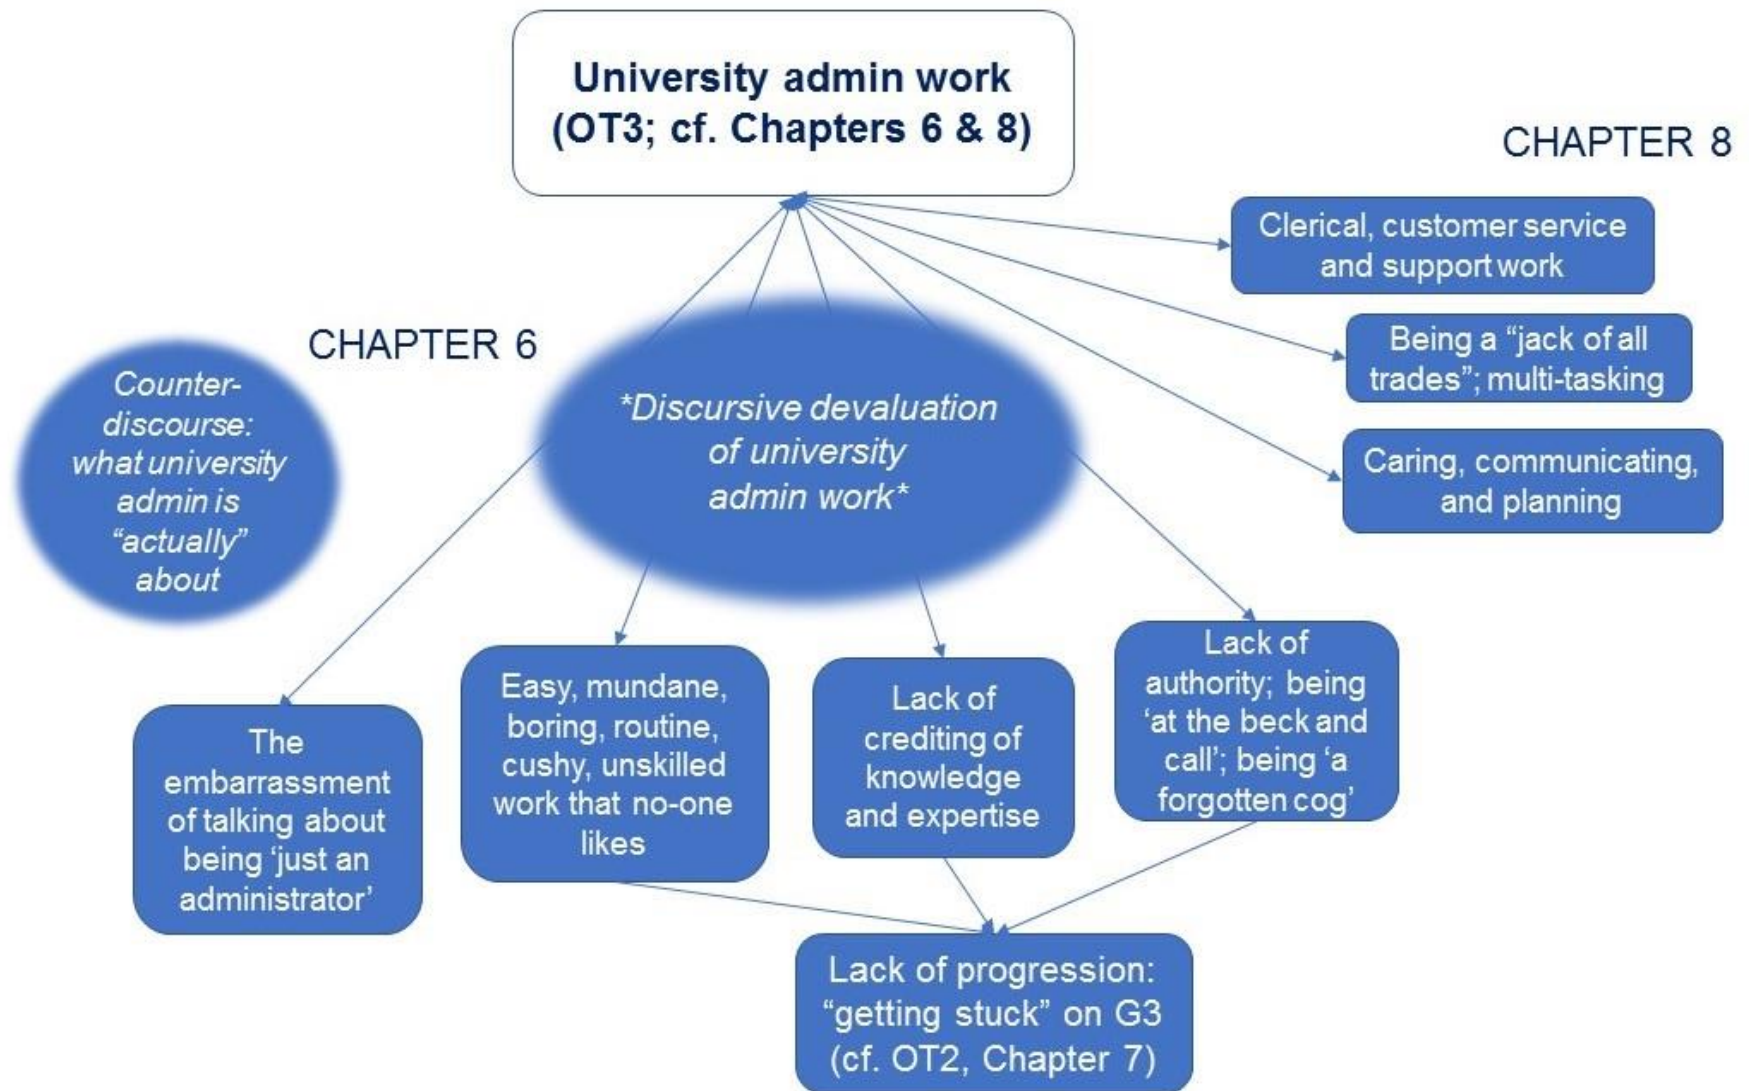 University admin work
(OT3; cf. Chapters 6 & 8)
CHAPTER 8
Clerical, customer service
and support work
Being a “jack of all
trades”; multi-tasking
Caring, communicating,
and planning
CHAPTER 6
Counter-
discourse:
what university
admin is
“actually”
about
*Discursive devaluation
of university
admin work*
The
embarrassment
of talking about
being ‘just an
administrator’
Easy, mundane,
boring, routine,
cushy, unskilled
work that no-one
likes
Lack of
crediting of
knowledge
and expertise
Lack of
authority; being
‘at the beck and
call’; being ‘a
forgotten cog’
Lack of progression:
“getting stuck” on G3
(cf. OT2, Chapter 7)